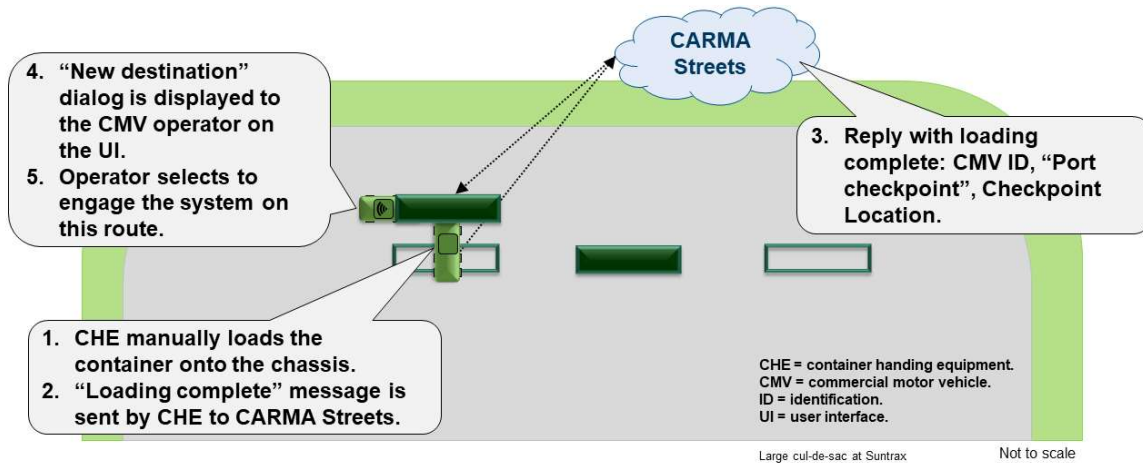 CARMA
Streets
4. “New destination”
dialog is displayed to
the CMV operator on
the UI.
5. Operator selects to
engage the system on
this route.
3. Reply with loading
complete: CMV ID, “Port
checkpoint”, Checkpoint
Location.
1. CHE manually loads the
container onto the chassis.
2. “Loading complete” message is
sent by CHE to CARMA Streets.
CHE = container handing equipment.
CMV = commercial motor vehicle.
ID = identification.
UI = user interface.
Large cul-de-sac at Suntrax
Not to scale